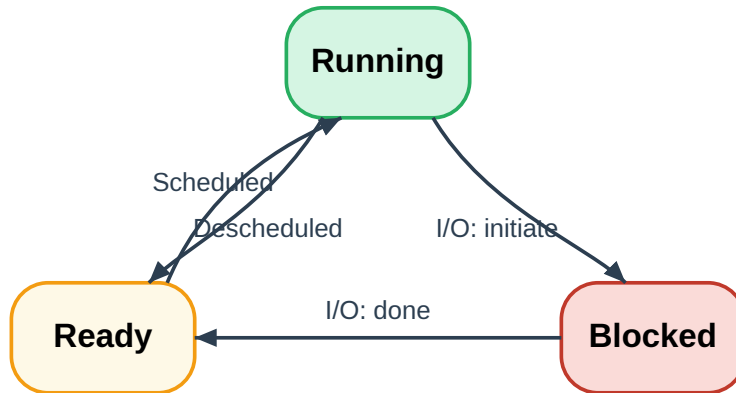 Running
Scheduled
Descheduled
I/O: initiate
I/O: done
Ready
Blocked